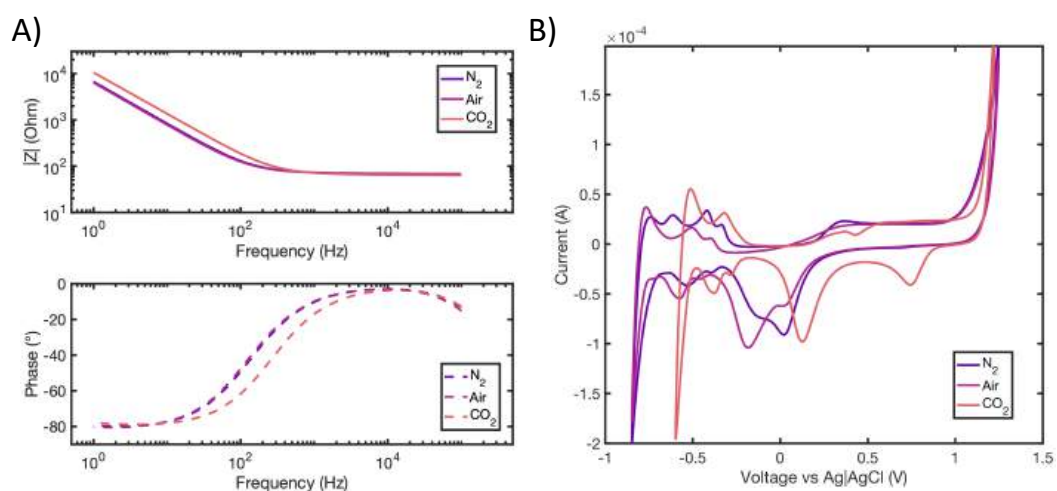 A)
|Z| (Ohm)
10⁴
10³
10²
10¹
10⁰ 10² 10⁴
Frequency (Hz)
N₂
Air
CO₂
Phase (°)
0
-20
-40
-60
-80
10⁰ 10² 10⁴
Frequency (Hz)
N₂
Air
CO₂
B)
×10⁻⁴
Current (A)
1.5
1
0.5
0
-0.5
-1
-1.5
-2
-1 -0.5 0 0.5 1 1.5
Voltage vs Ag|AgCl (V)
N₂
Air
CO₂